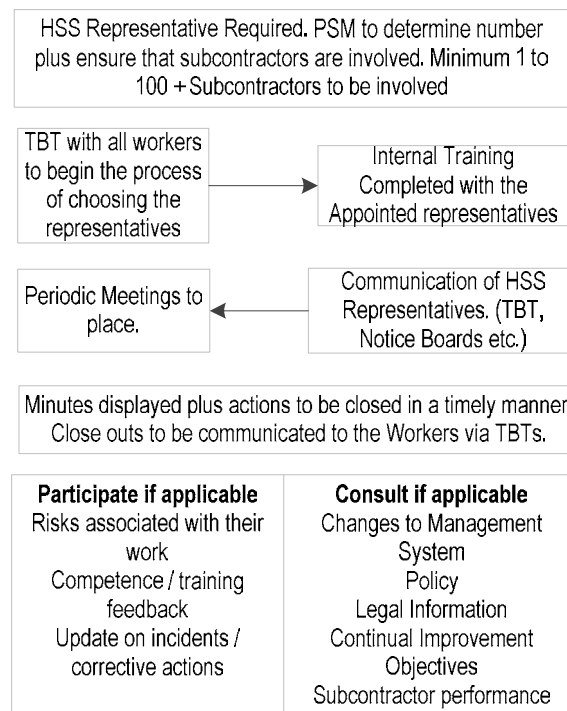 HSS Representative Required. PSM to determine number
plus ensure that subcontractors are involved. Minimum 1 to
100 + Subcontractors to be involved
TBT with all workers
to begin the process
of choosing the
representatives
Internal Training
Completed with the
Appointed representatives
Communication of HSS
Representatives. (TBT,
Notice Boards etc.)
Periodic Meetings to
place.
Minutes displayed plus actions to be closed in a timely manner
Close outs to be communicated to the Workers via TBTs.
Participate if applicable
Risks associated with their
work
Competence / training
feedback
Update on incidents /
corrective actions
Consult if applicable
Changes to Management
System
Policy
Legal Information
Continual Improvement
Objectives
Subcontractor performance